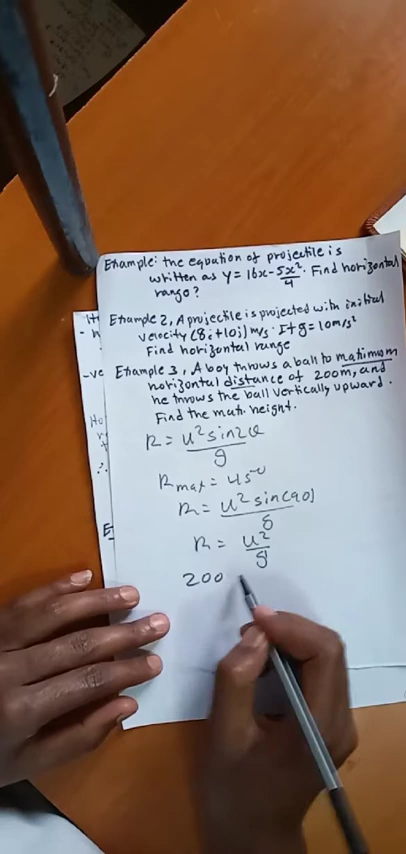 Example: the equation of projectile is
written as y = 16x - 5x²/4. Find horizontal
range?
Example 2, A projectile is projected with initial
velocity (8i + 10j) m/s. If g = 10m/s²
Find horizontal range
Example 3, A boy throws a ball to matimom
horizontal distance of 200m, and
he throws the ball vertically upward.
Find the math. height.
R = u² sin2θ / g
Rmax = 45°
R = u² sin(90) / g
R = u² / g
200